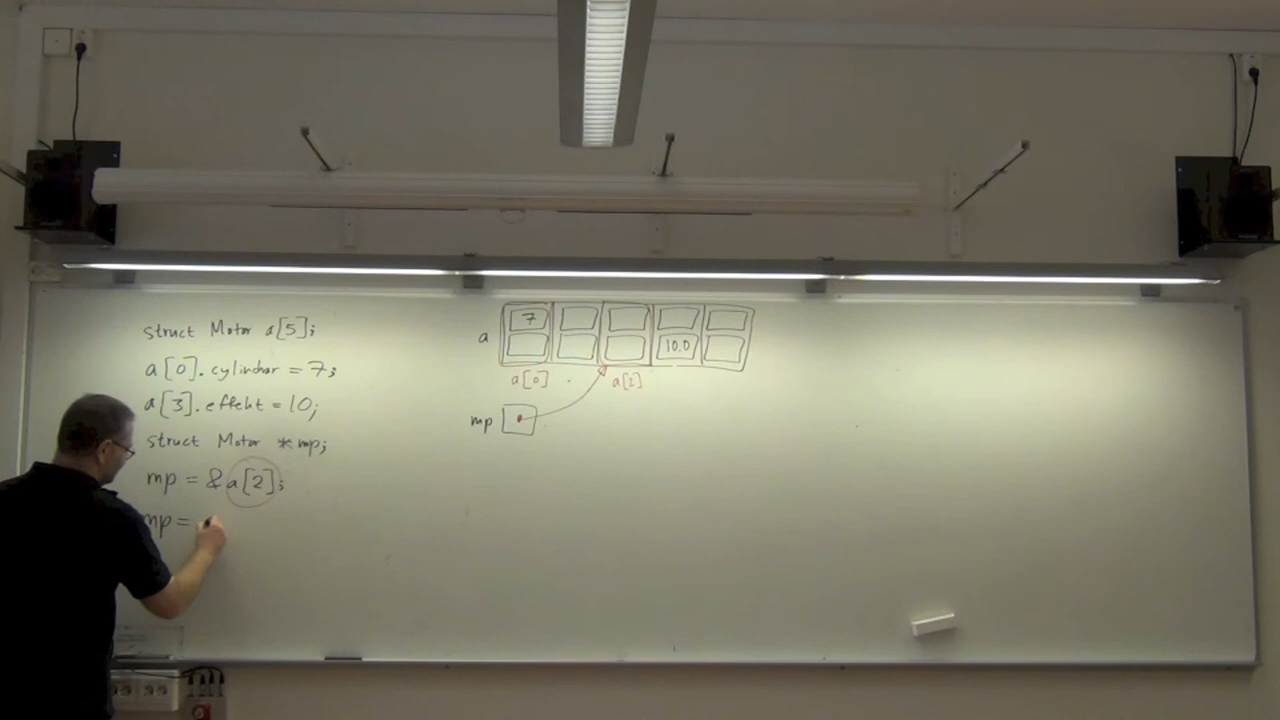 struct Motor a[5];
a[0].cylindrar = 7;
a[3].effekt = 10;
struct Motor *mp;
mp = &a[2];
mp =
a
7
10.0
a[0]
a[2]
mp